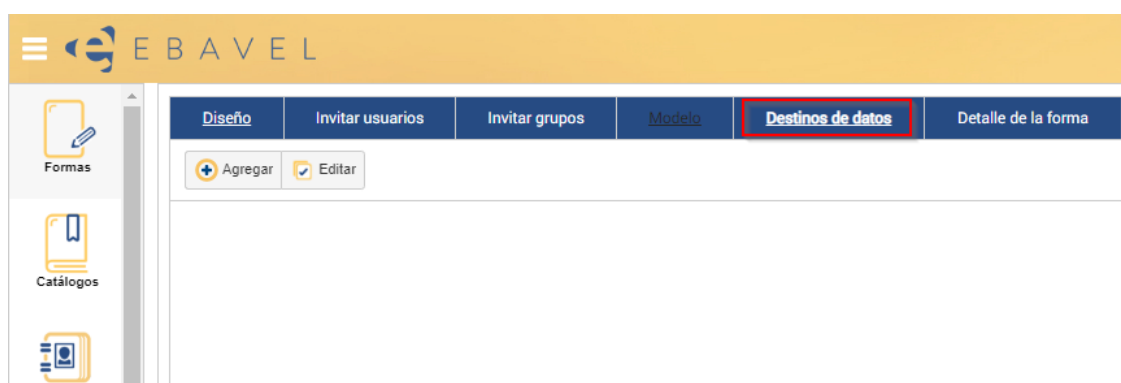 EBAVEL
Diseño Invitar usuarios Invitar grupos Modelo Destinos de datos Detalle de la forma
Agregar Editar
Formas
Catálogos